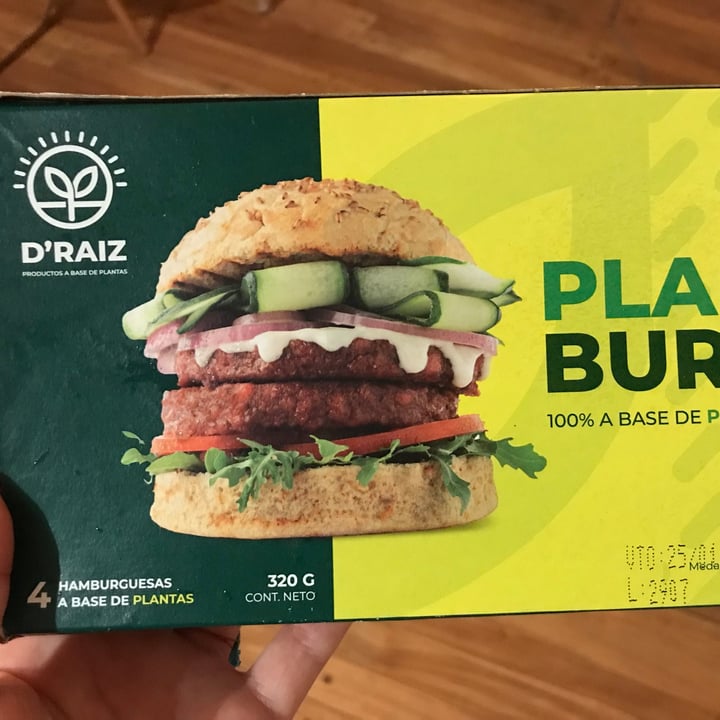 D'RAIZ
PRODUCTOS A BASE DE PLANTAS
PLA
BUR
100% A BASE DE P
4 HAMBURGUESAS
A BASE DE PLANTAS
320 G
CONT. NETO
VTO:25/01
Mede
L:2907